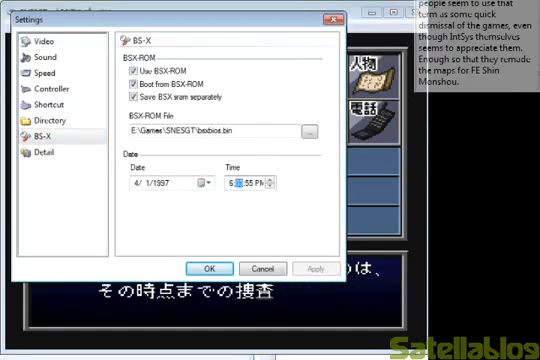 people seem to use that
term as some quick
dismissal of the games, even
though IntSys themselves
seems to appreciate them.
Enough so that they remade
the maps for FE Shin
Monshou.
Settings
Video
Sound
Speed
Controller
Shortcut
Directory
BS-X
Detail
BS-X
BSX-ROM
Use BSX-ROM
Boot from BSX-ROM
Save BSX sram separately
BSX-ROM File
E:\Games\SNESGT\bsxbios.bin
...
Date
Date
Time
4/ 1/1997
6:03:55 PM
OK
Cancel
Apply
人物
電話
は、
その時点までの捜査
Satellablog